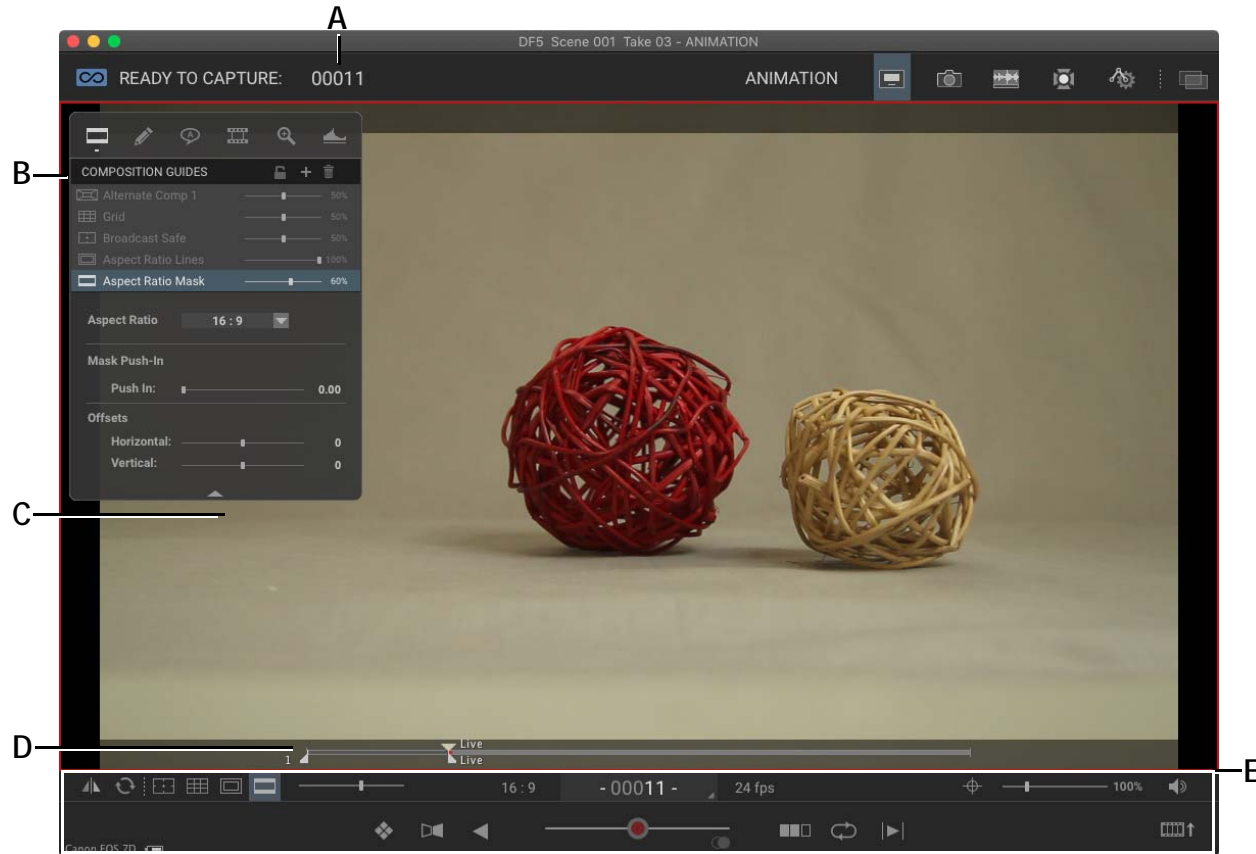 A
DF5 Scene 001 Take 03 - ANIMATION
READY TO CAPTURE: 00011 ANIMATION
B
COMPOSITION GUIDES
Alternate Comp 1 50%
Grid 50%
Broadcast Safe 50%
Aspect Ratio Lines 100%
Aspect Ratio Mask 60%
Aspect Ratio 16 : 9
Mask Push-In
Push In: 0.00
Offsets
Horizontal: 0
Vertical: 0
C
D
Live
1 Live
E
16 : 9 - 00011 - 24 fps 100%
Canon EOS 7D